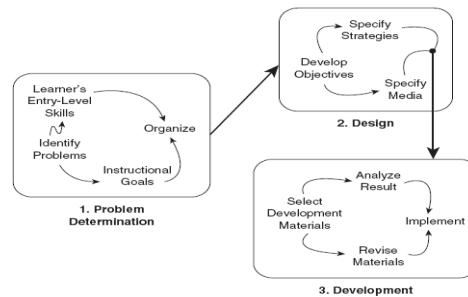 Learner's
Entry-Level
Skills
Organize
Identify
Problems
Instructional
Goals
1. Problem
Determination
Specify
Strategies
Develop
Objectives
Specify
Media
2. Design
Analyze
Result
Select
Development
Materials
Implement
Revise
Materials
3. Development